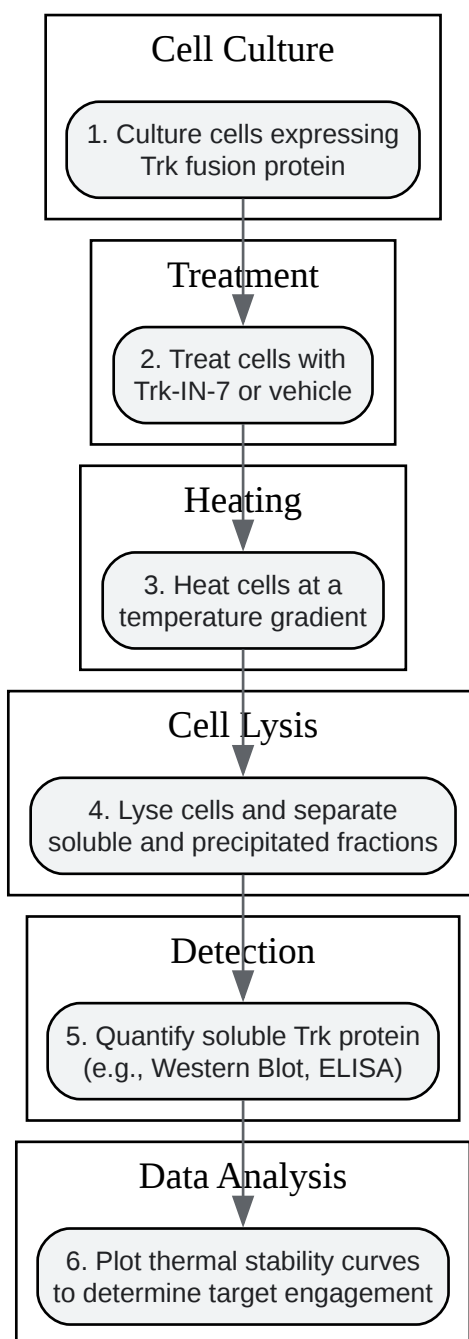 Cell Culture
1. Culture cells expressing
Trk fusion protein
Treatment
2. Treat cells with
Trk-IN-7 or vehicle
Heating
3. Heat cells at a
temperature gradient
Cell Lysis
4. Lyse cells and separate
soluble and precipitated fractions
Detection
5. Quantify soluble Trk protein
(e.g., Western Blot, ELISA)
Data Analysis
6. Plot thermal stability curves
to determine target engagement